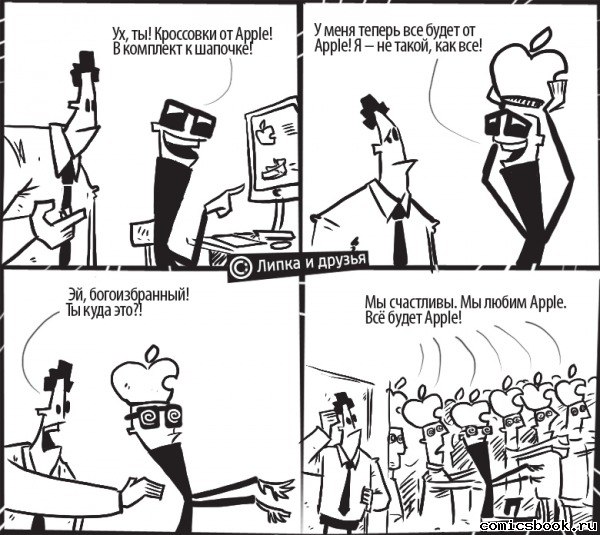 Ух, ты! Кроссовки от Apple!
В комплект к шапочке!
У меня теперь все будет от
Apple! Я – не такой, как все!
© Липка и друзья
Эй, богоизбранный!
Ты куда это?!
Мы счастливы. Мы любим Apple.
Всё будет Apple!
comicsbook.ru